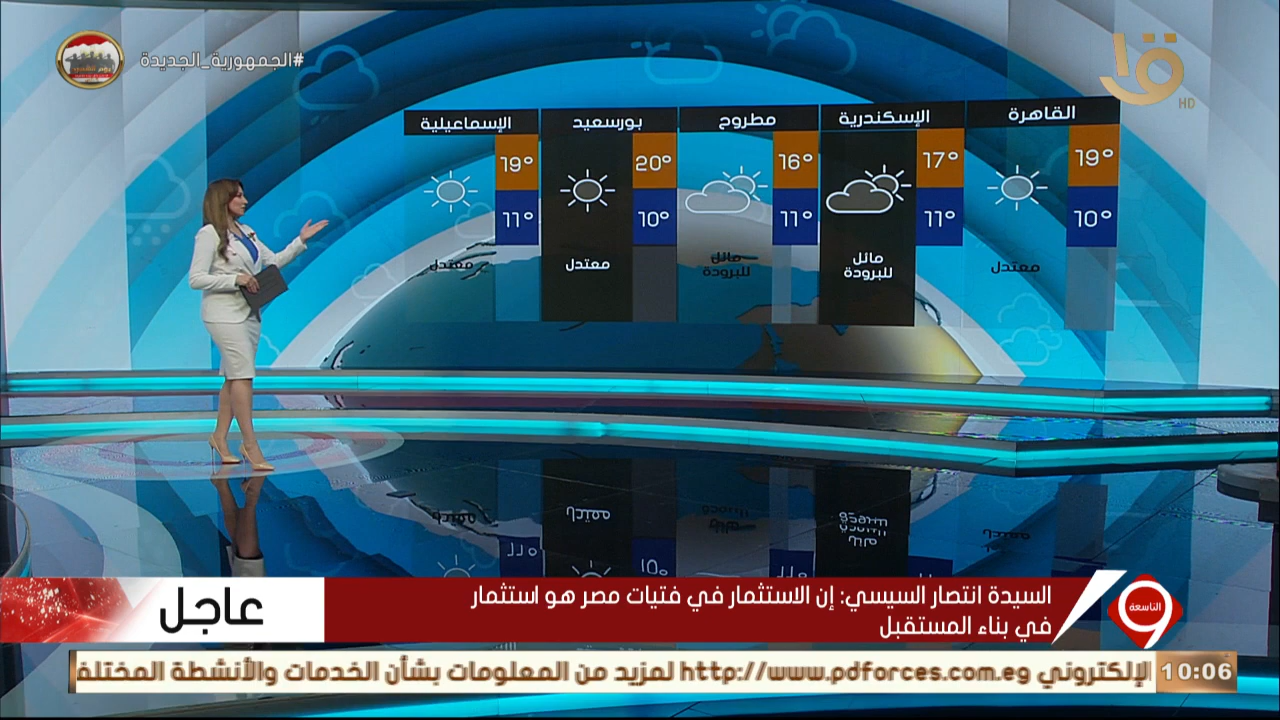 #الجمهورية_الجديدة
HD
القاهرة
19°
10°
معتدل
الإسكندرية
17°
11°
مائل
للبرودة
مطروح
16°
11°
مائل
للبرودة
بورسعيد
20°
10°
معتدل
الإسماعيلية
19°
11°
معتدل
التاسعة
السيدة انتصار السيسي: إن الاستثمار في فتيات مصر هو استثمار
في بناء المستقبل
عاجل
10:06 الإلكتروني http://www.pdforces.com.eg لمزيد من المعلومات بشأن الخدمات والأنشطة المختلف